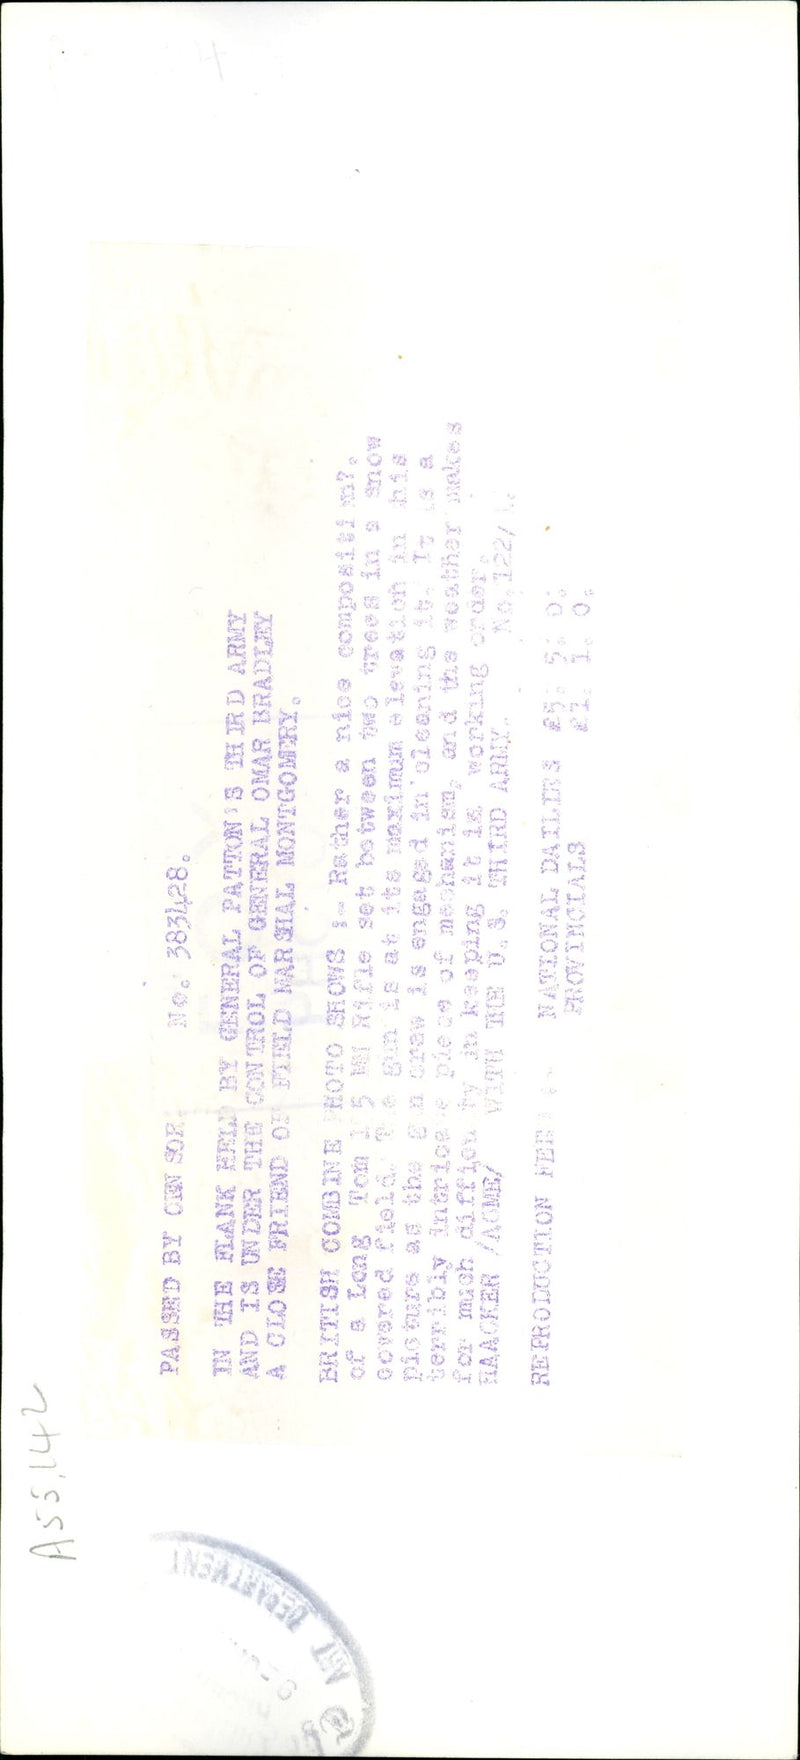 A55,142
PASSED BY CENSOR. No. 383428.
IN THE FLANK HELD BY GENERAL PATTON'S THIRD ARMY
AND IS UNDER THE CONTROL OF GENERAL OMAR BRADLEY
A CLOSE FRIEND OF FIELD MARSHAL MONTGOMERY.
BRITISH COMBINE PHOTO SHOWS :- Rather a nice composition?.
of a Long Tom 155 MM Rifle set between two trees in a snow
covered field. The gun is at its maximum elevation in this
picture as the gun crew is engaged in cleaning it. It is a
terribly intricate piece of mechanism, and the weather makes
for much difficulty in keeping it in working order.
HAACKER /ACME/ WITH THE U.S. THIRD ARMY. No. 122/
REPRODUCTION FEE NATIONAL DAILIES £5. 5. 0.
PROVINCIALS £1. 1. 0.
DEPARTMENT